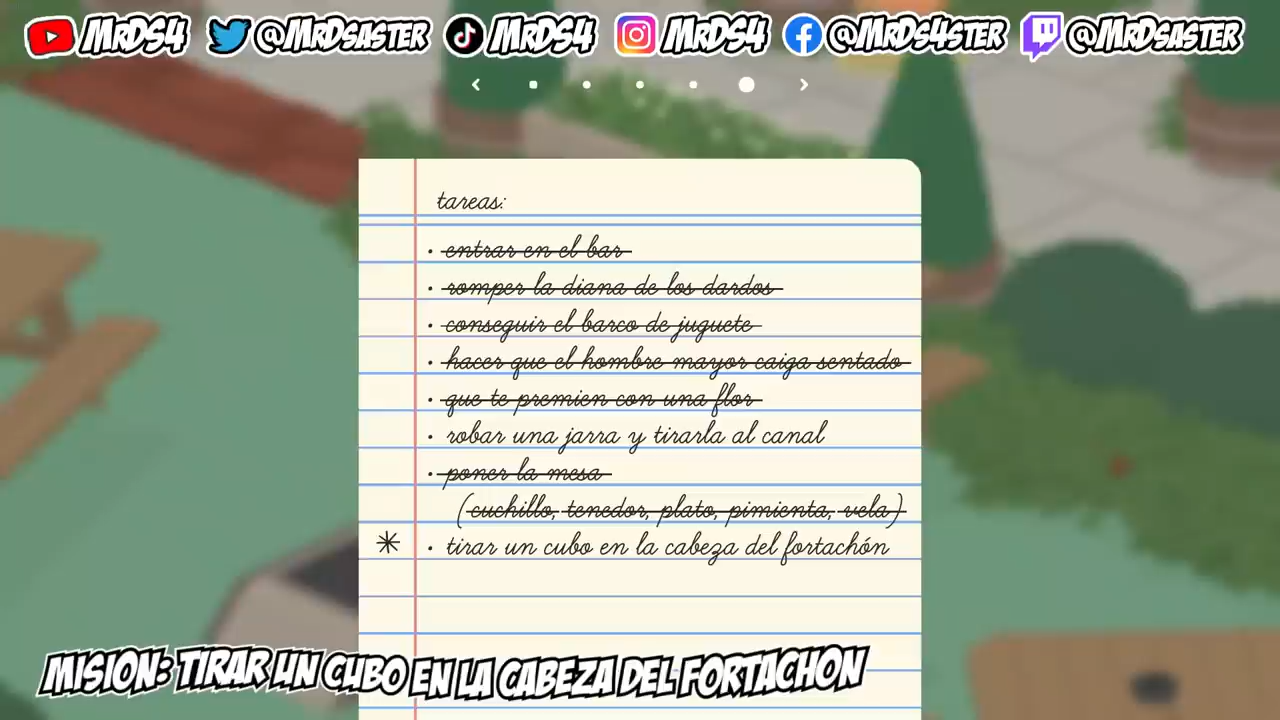 MRDS4 @MRDSASTER MRDS4 MRDS4 @MRDS4STER @MRDSASTER
tareas:
• entrar en el bar
• romper la diana de los dardos
• conseguir el barco de juguete
• hacer que el hombre mayor caiga sentado
• que te premien con una flor
• robar una jarra y tirarla al canal
• poner la mesa
(cuchillo, tenedor, plato, pimienta, vela)
• tirar un cubo en la cabeza del fortachón
MISION: TIRAR UN CUBO EN LA CABEZA DEL FORTACHON